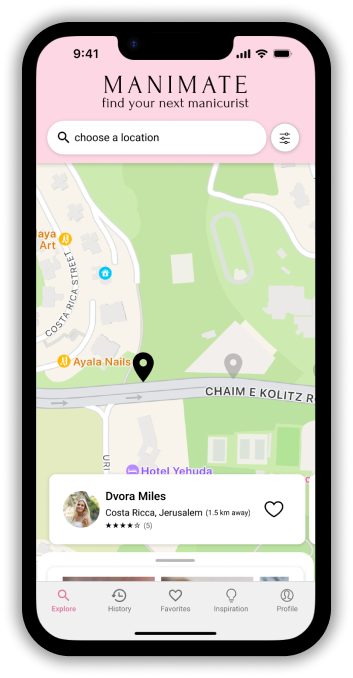 9:41
MANIMATE
find your next manicurist
choose a location
Art
COSTA RICA STREET
Ayala Nails
CHAIM E KOLITZ R
URI
Hotel Yehuda
Dvora Miles
Costa Ricca, Jerusalem (1.5 km away)
★★★★☆ (5)
Explore History Favorites Inspiration Profile